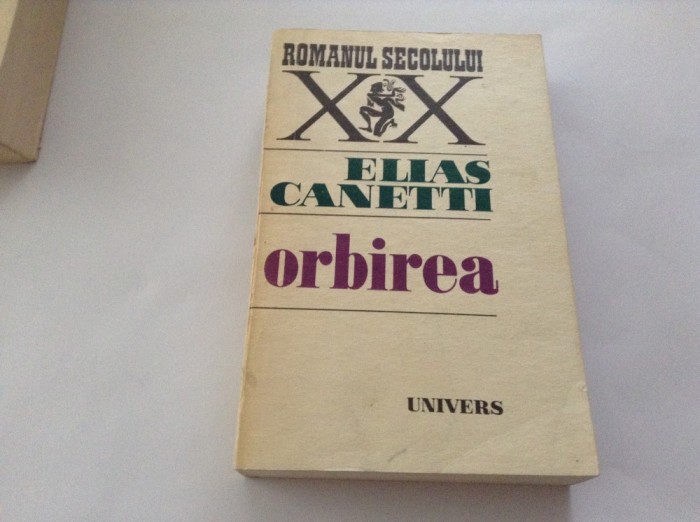 ROMANUL SECOLULUI
XX
ELIAS
CANETTI
orbirea
UNIVERS